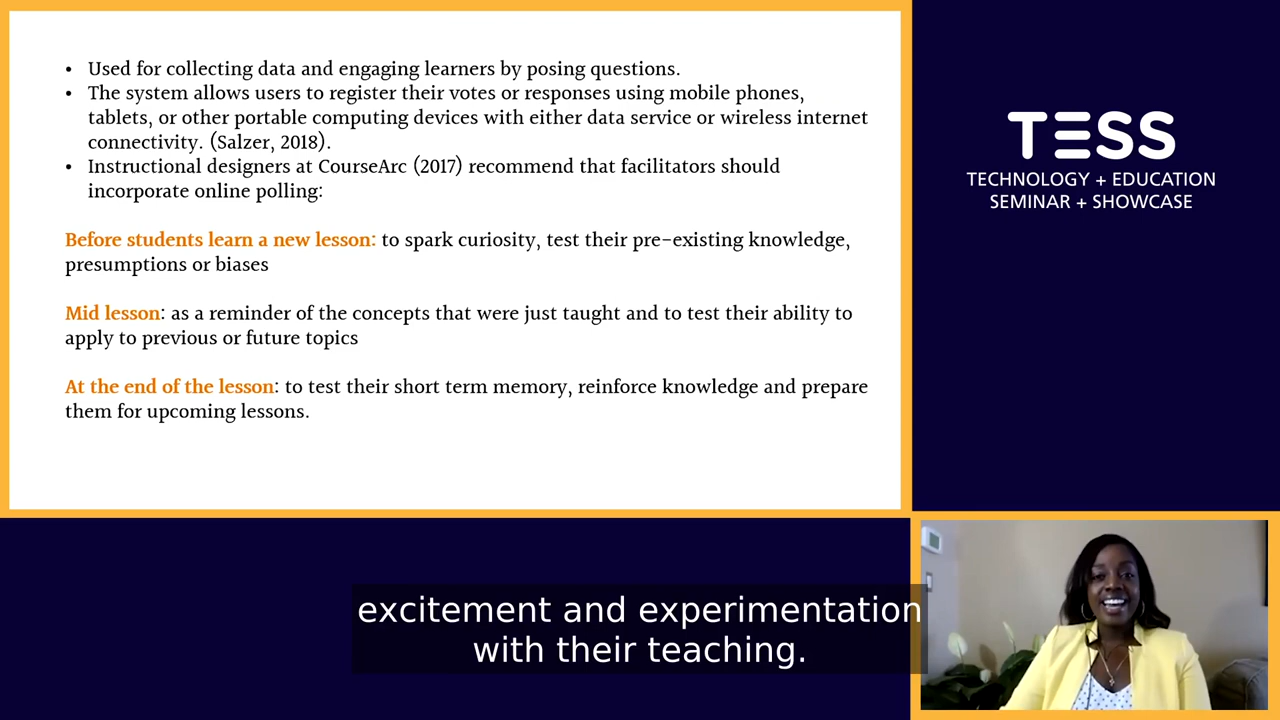 • Used for collecting data and engaging learners by posing questions.
• The system allows users to register their votes or responses using mobile phones,
tablets, or other portable computing devices with either data service or wireless internet
connectivity. (Salzer, 2018).
• Instructional designers at CourseArc (2017) recommend that facilitators should
incorporate online polling:
Before students learn a new lesson: to spark curiosity, test their pre-existing knowledge,
presumptions or biases
Mid lesson: as a reminder of the concepts that were just taught and to test their ability to
apply to previous or future topics
At the end of the lesson: to test their short term memory, reinforce knowledge and prepare
them for upcoming lessons.
TESS
TECHNOLOGY + EDUCATION
SEMINAR + SHOWCASE
excitement and experimentation
with their teaching.